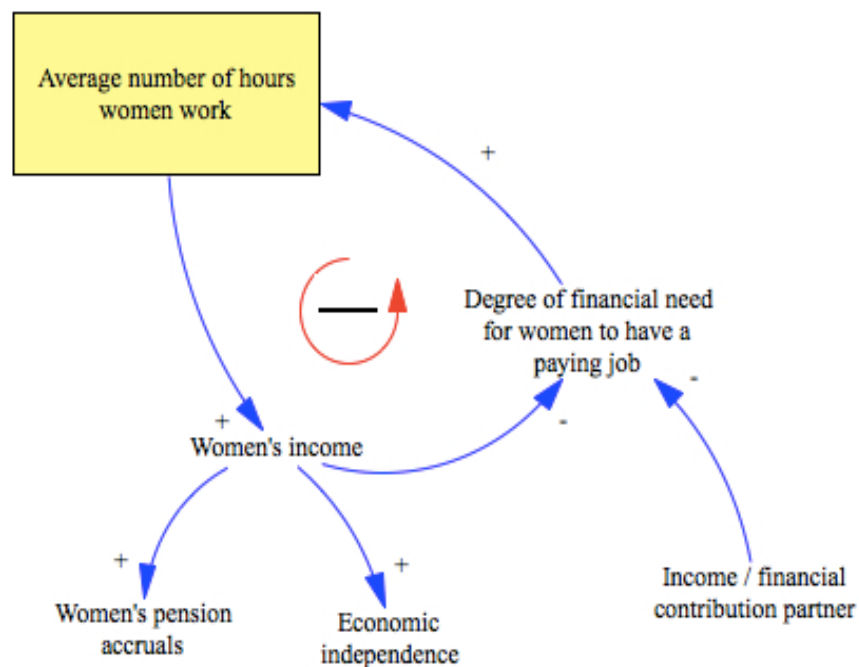 Average number of hours
women work
+
Degree of financial need
for women to have a
paying job
-
-
+
Women's income
+
+
Income / financial
contribution partner
Women's pension
accruals
Economic
independence